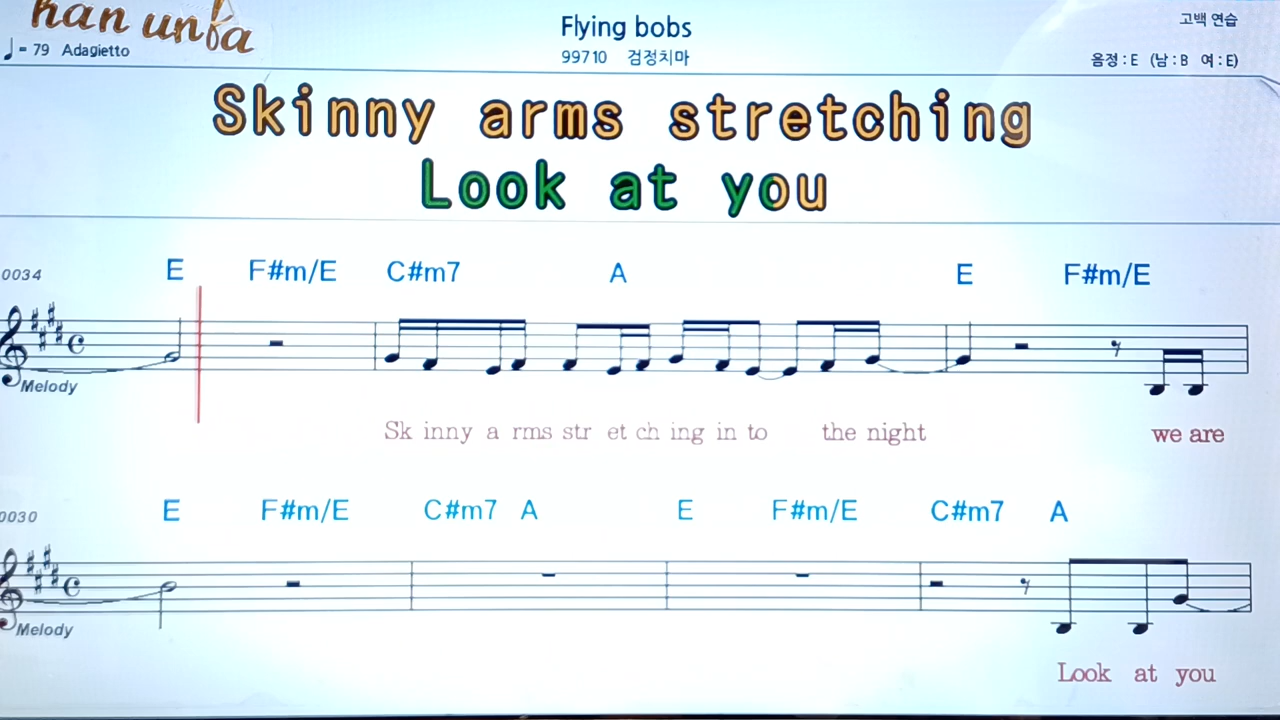 han unfa
♩= 79 Adagietto
Flying bobs
99710 검정치마
고백 연습
음정 : E (남 : B 여 : E)
Skinny arms stretching
Look at you
0034 E F#m/E C#m7 A E F#m/E
Melody
Sk inny a rms str et ch ing in to the night we are
0030 E F#m/E C#m7 A E F#m/E C#m7 A
Melody
Look at you